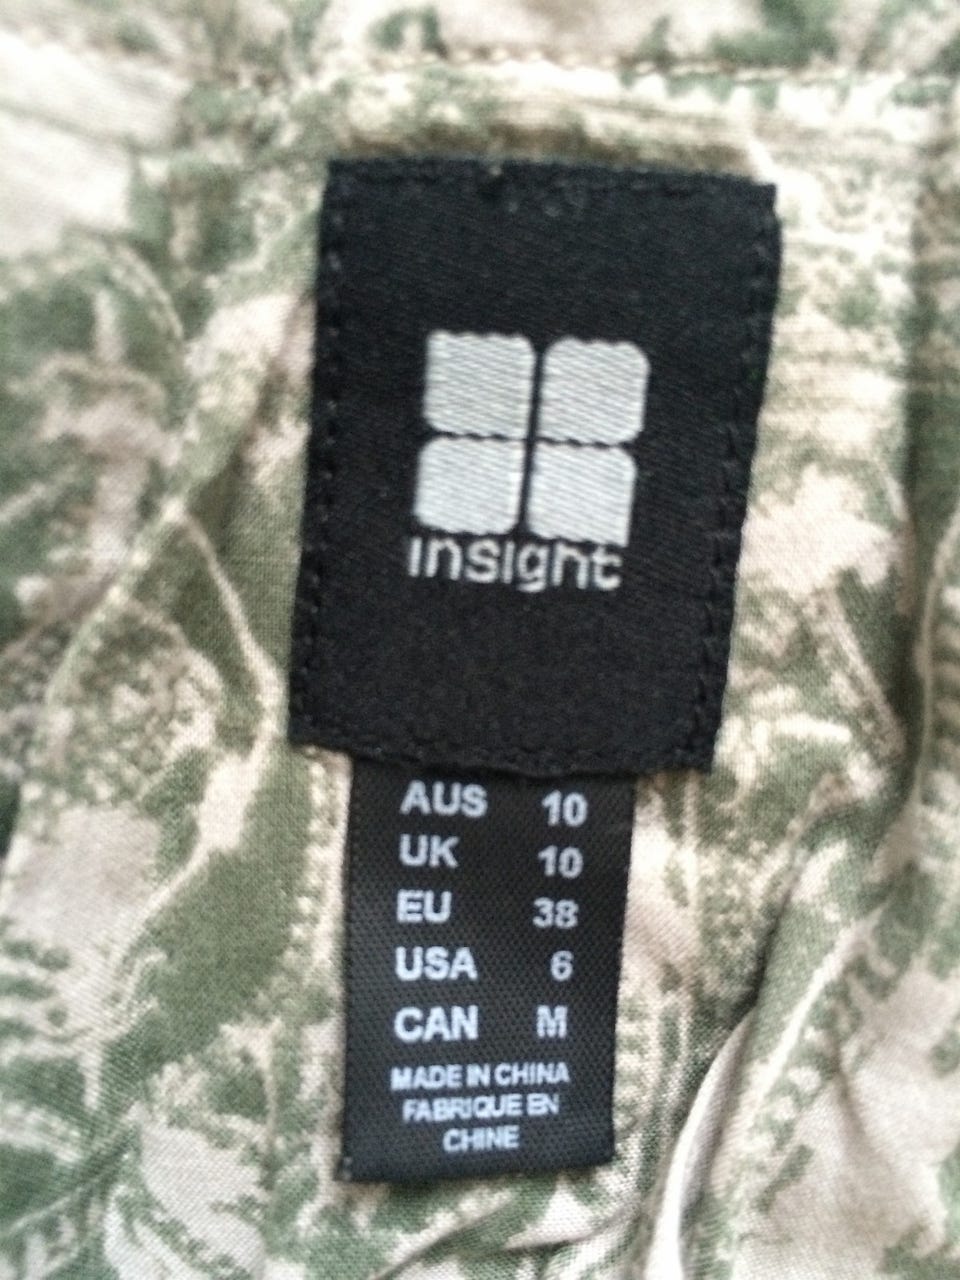 insight
AUS 10
UK 10
EU 38
USA 6
CAN M
MADE IN CHINA
FABRIQUE EN
CHINE